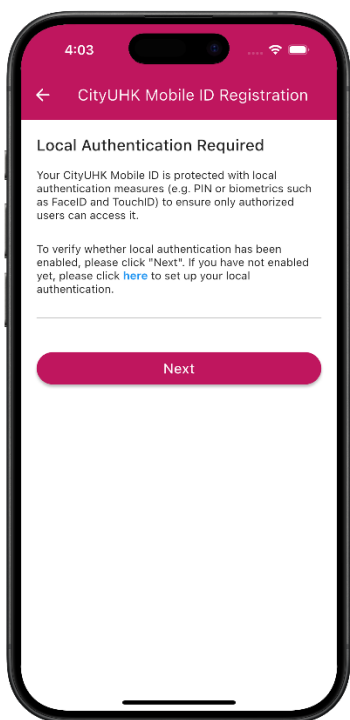 4:03
CityUHK Mobile ID Registration
Local Authentication Required
Your CityUHK Mobile ID is protected with local
authentication measures (e.g. PIN or biometrics such
as FaceID and TouchID) to ensure only authorized
users can access it.
To verify whether local authentication has been
enabled, please click "Next". If you have not enabled
yet, please click here to set up your local
authentication.
Next